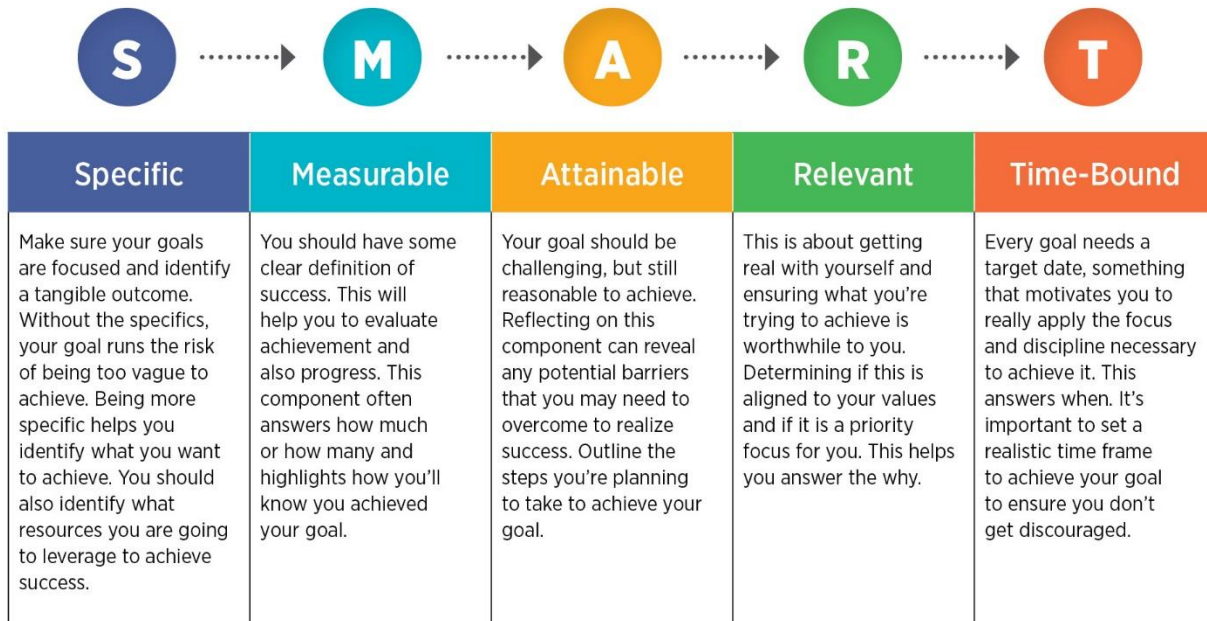 S
M
A
R
T
Specific
Measurable
Attainable
Relevant
Time-Bound
Make sure your goals
are focused and identify
a tangible outcome.
Without the specifics,
your goal runs the risk
of being too vague to
achieve. Being more
specific helps you
identify what you want
to achieve. You should
also identify what
resources you are going
to leverage to achieve
success.
You should have some
clear definition of
success. This will
help you to evaluate
achievement and
also progress. This
component often
answers how much
or how many and
highlights how you'll
know you achieved
your goal.
Your goal should be
challenging, but still
reasonable to achieve.
Reflecting on this
component can reveal
any potential barriers
that you may need to
overcome to realize
success. Outline the
steps you're planning
to take to achieve your
goal.
This is about getting
real with yourself and
ensuring what you're
trying to achieve is
worthwhile to you.
Determining if this is
aligned to your values
and if it is a priority
focus for you. This helps
you answer the why.
Every goal needs a
target date, something
that motivates you to
really apply the focus
and discipline necessary
to achieve it. This
answers when. It's
important to set a
realistic time frame
to achieve your goal
to ensure you don't
get discouraged.